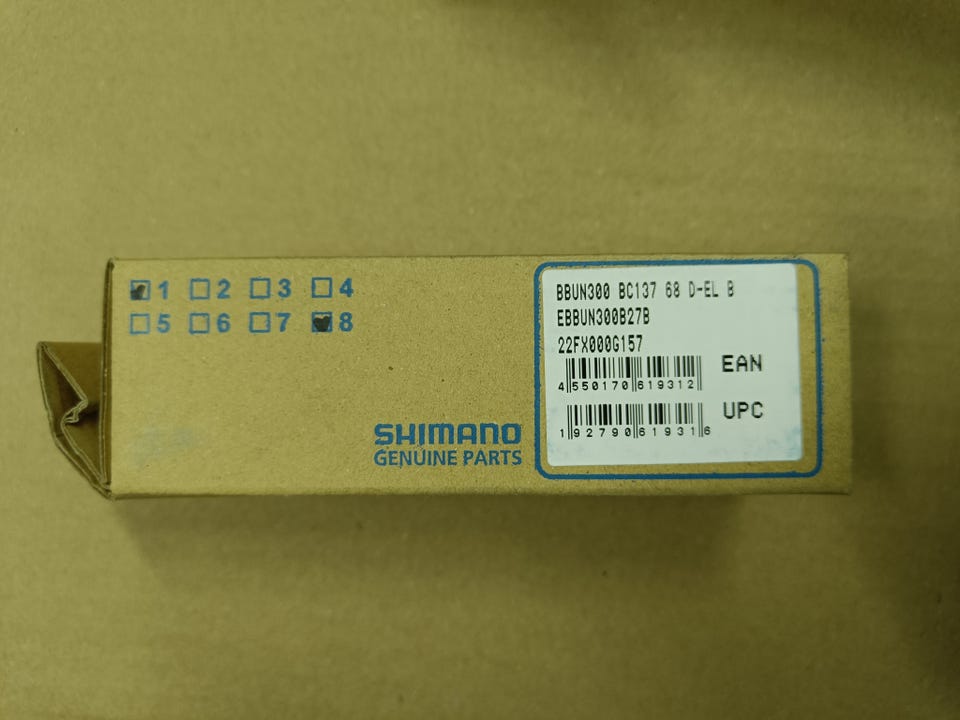 1 2 3 4
5 6 7 8
SHIMANO
GENUINE PARTS
BBUN300 BC137 68 D-EL B
EBBUN300B27B
22FX000G157
4 550170 619312
EAN
1 92790 61931 6
UPC